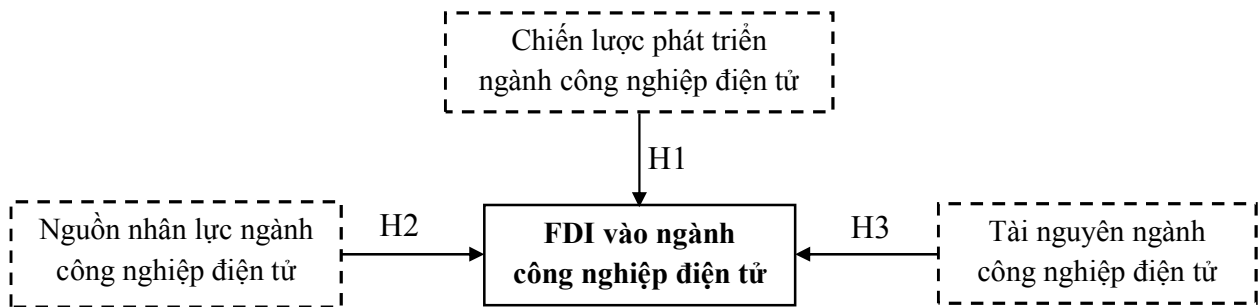 Chiến lược phát triển
ngành công nghiệp điện tử
H1
Nguồn nhân lực ngành
công nghiệp điện tử
H2
FDI vào ngành
công nghiệp điện tử
H3
Tài nguyên ngành
công nghiệp điện tử